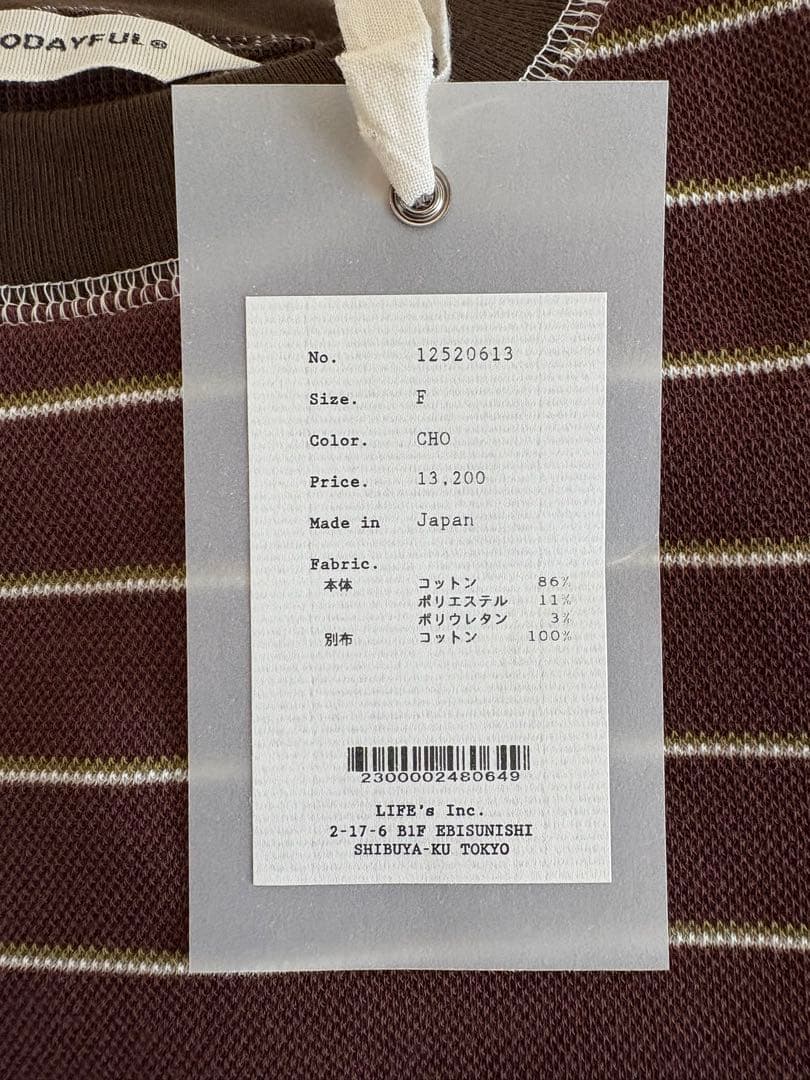 ODAYFUL®
No. 12520613
Size. F
Color. CHO
Price. 13,200
Made in Japan
Fabric.
本体 コットン 86%
ポリエステル 11%
ポリウレタン 3%
別布 コットン 100%
2300002480649
LIFE's Inc.
2-17-6 B1F EBISUNISHI
SHIBUYA-KU TOKYO